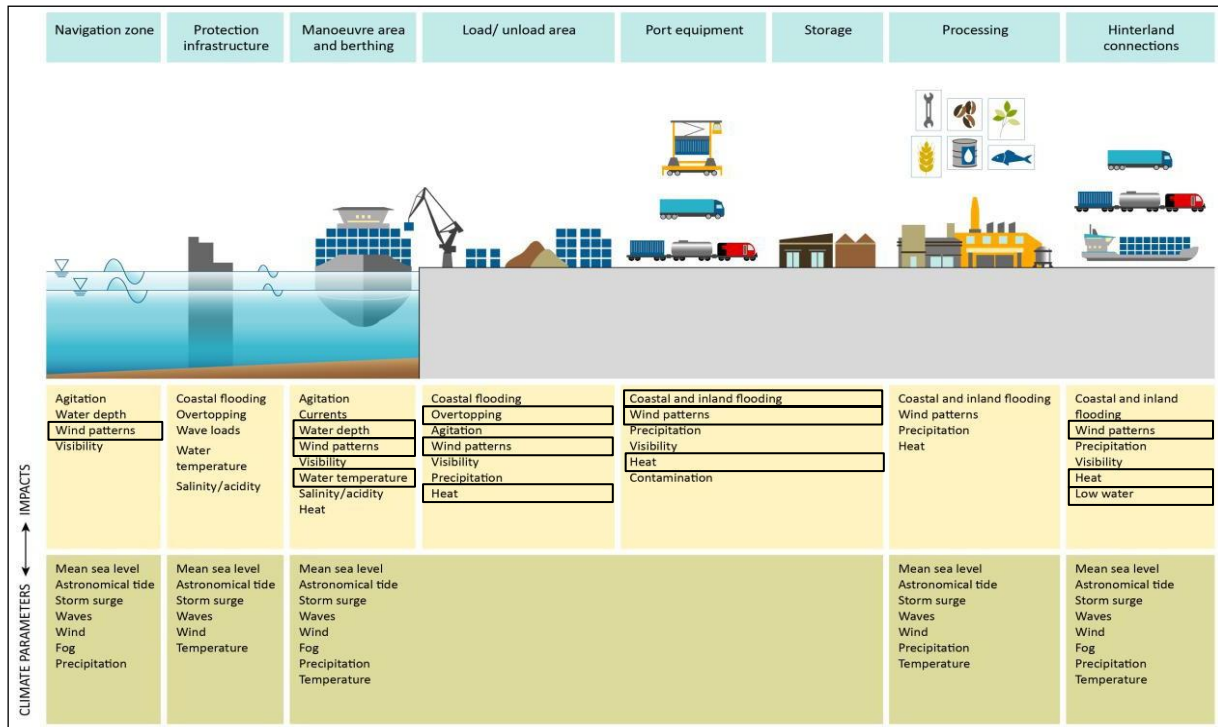 Navigation zone
Protection
infrastructure
Manoeuvre area
and berthing
Load/ unload area
Port equipment
Storage
Processing
Hinterland
connections
IMPACTS
Agitation
Water depth
Wind patterns
Visibility
Coastal flooding
Overtopping
Wave loads
Water
temperature
Salinity/acidity
Agitation
Currents
Water depth
Wind patterns
Visibility
Water temperature
Salinity/acidity
Heat
Coastal flooding
Overtopping
Agitation
Wind patterns
Visibility
Precipitation
Heat
Coastal and inland flooding
Wind patterns
Precipitation
Visibility
Heat
Contamination
Coastal and inland flooding
Wind patterns
Precipitation
Heat
Coastal and inland
flooding
Wind patterns
Precipitation
Visibility
Heat
Low water
CLIMATE PARAMETERS
Mean sea level
Astronomical tide
Storm surge
Waves
Wind
Fog
Precipitation
Mean sea level
Astronomical tide
Storm surge
Waves
Wind
Temperature
Mean sea level
Astronomical tide
Storm surge
Waves
Wind
Fog
Precipitation
Temperature
Mean sea level
Astronomical tide
Storm surge
Waves
Wind
Precipitation
Temperature
Mean sea level
Astronomical tide
Storm surge
Waves
Wind
Fog
Precipitation
Temperature